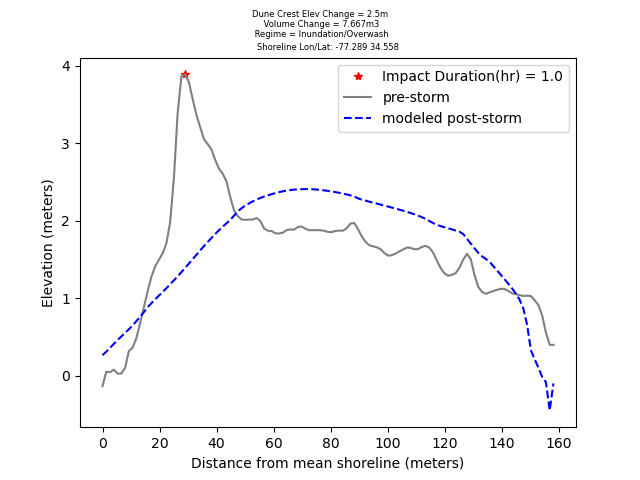 Dune Crest Elev Change = 2.5m
Volume Change = 7.667m3
Regime = Inundation/Overwash
Shoreline Lon/Lat: -77.289 34.558
Impact Duration(hr) = 1.0
pre-storm
modeled post-storm
Elevation (meters)
4
3
2
1
0
0 20 40 60 80 100 120 140 160
Distance from mean shoreline (meters)